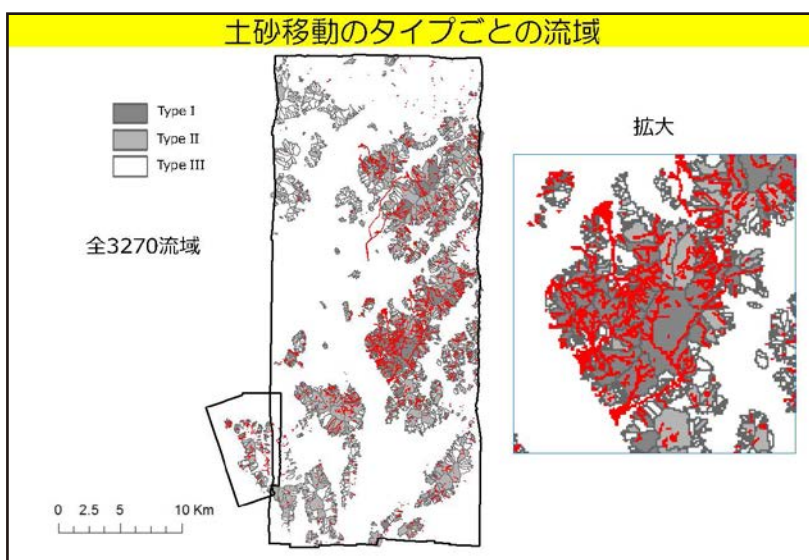 土砂移動のタイプごとの流域
Type I
Type II
Type III
全3270流域
拡大
0 2.5 5 10 Km